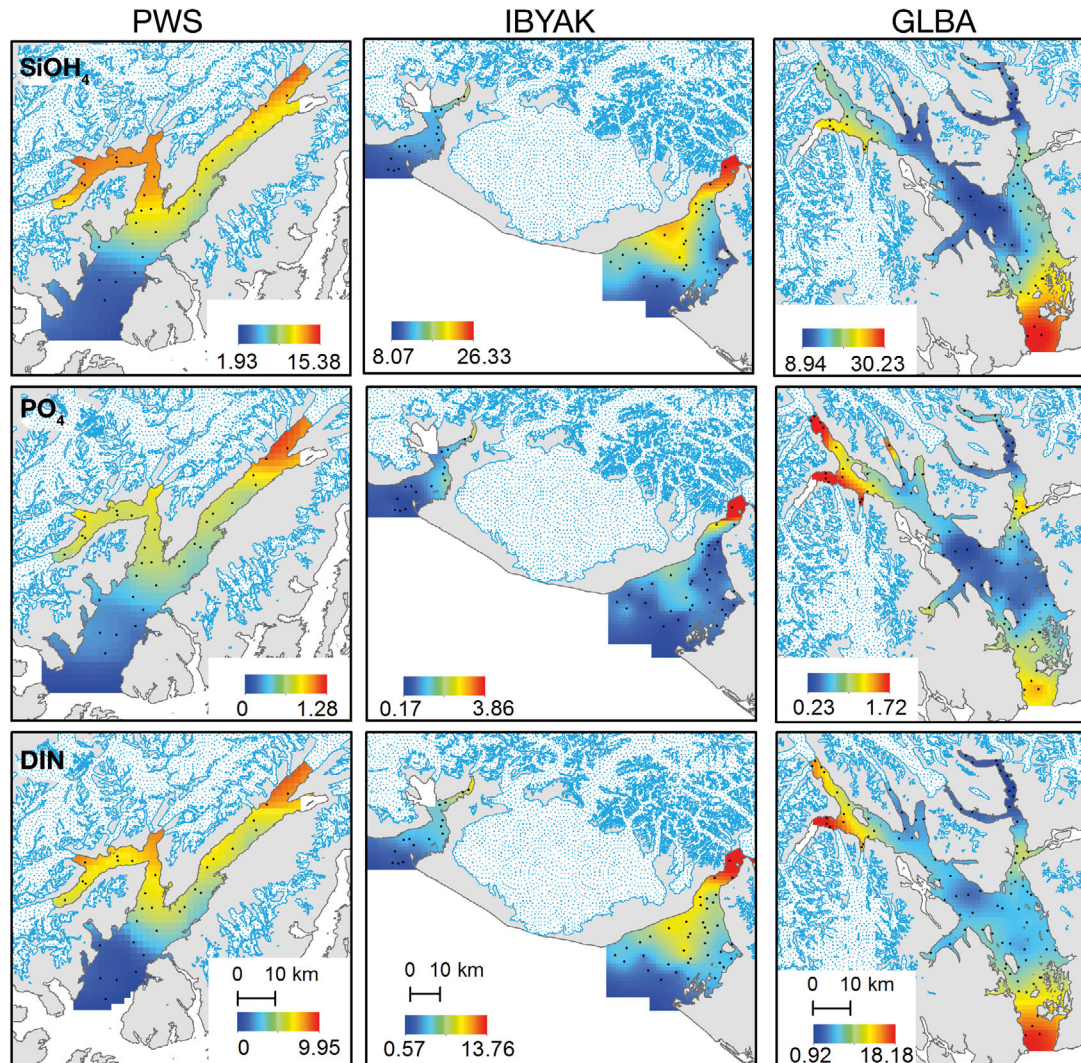 PWS IBYAK GLBA
SiOH4
1.93 15.38
8.07 26.33
8.94 30.23
PO4
0 1.28
0.17 3.86
0.23 1.72
DIN
0 10 km
0 9.95
0 10 km
0.57 13.76
0 10 km
0.92 18.18